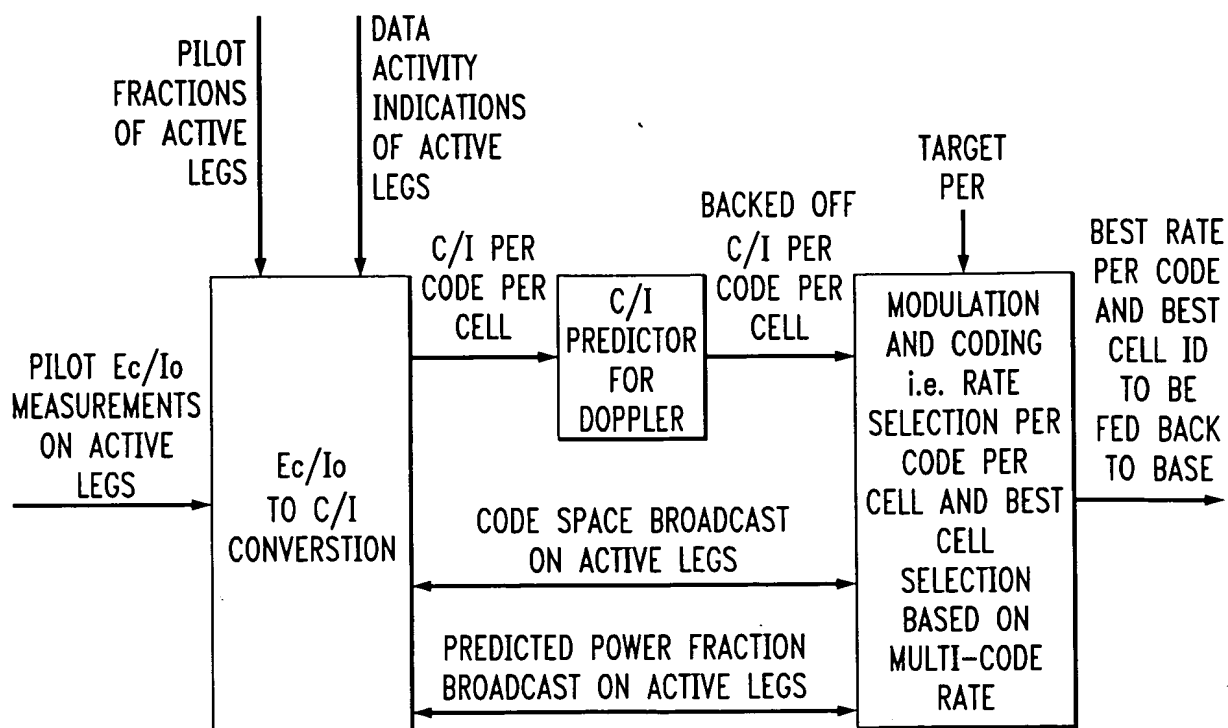 PILOT
FRACTIONS
OF ACTIVE
LEGS
DATA
ACTIVITY
INDICATIONS
OF ACTIVE
LEGS
TARGET
PER
PILOT Ec/Io
MEASUREMENTS
ON ACTIVE
LEGS
Ec/Io
TO C/I
CONVERSTION
C/I PER
CODE PER
CELL
C/I
PREDICTOR
FOR
DOPPLER
BACKED OFF
C/I PER
CODE PER
CELL
CODE SPACE BROADCAST
ON ACTIVE LEGS
PREDICTED POWER FRACTION
BROADCAST ON ACTIVE LEGS
MODULATION
AND CODING
i.e. RATE
SELECTION PER
CODE PER
CELL AND BEST
CELL
SELECTION
BASED ON
MULTI-CODE
RATE
BEST RATE
PER CODE
AND BEST
CELL ID
TO BE
FED BACK
TO BASE